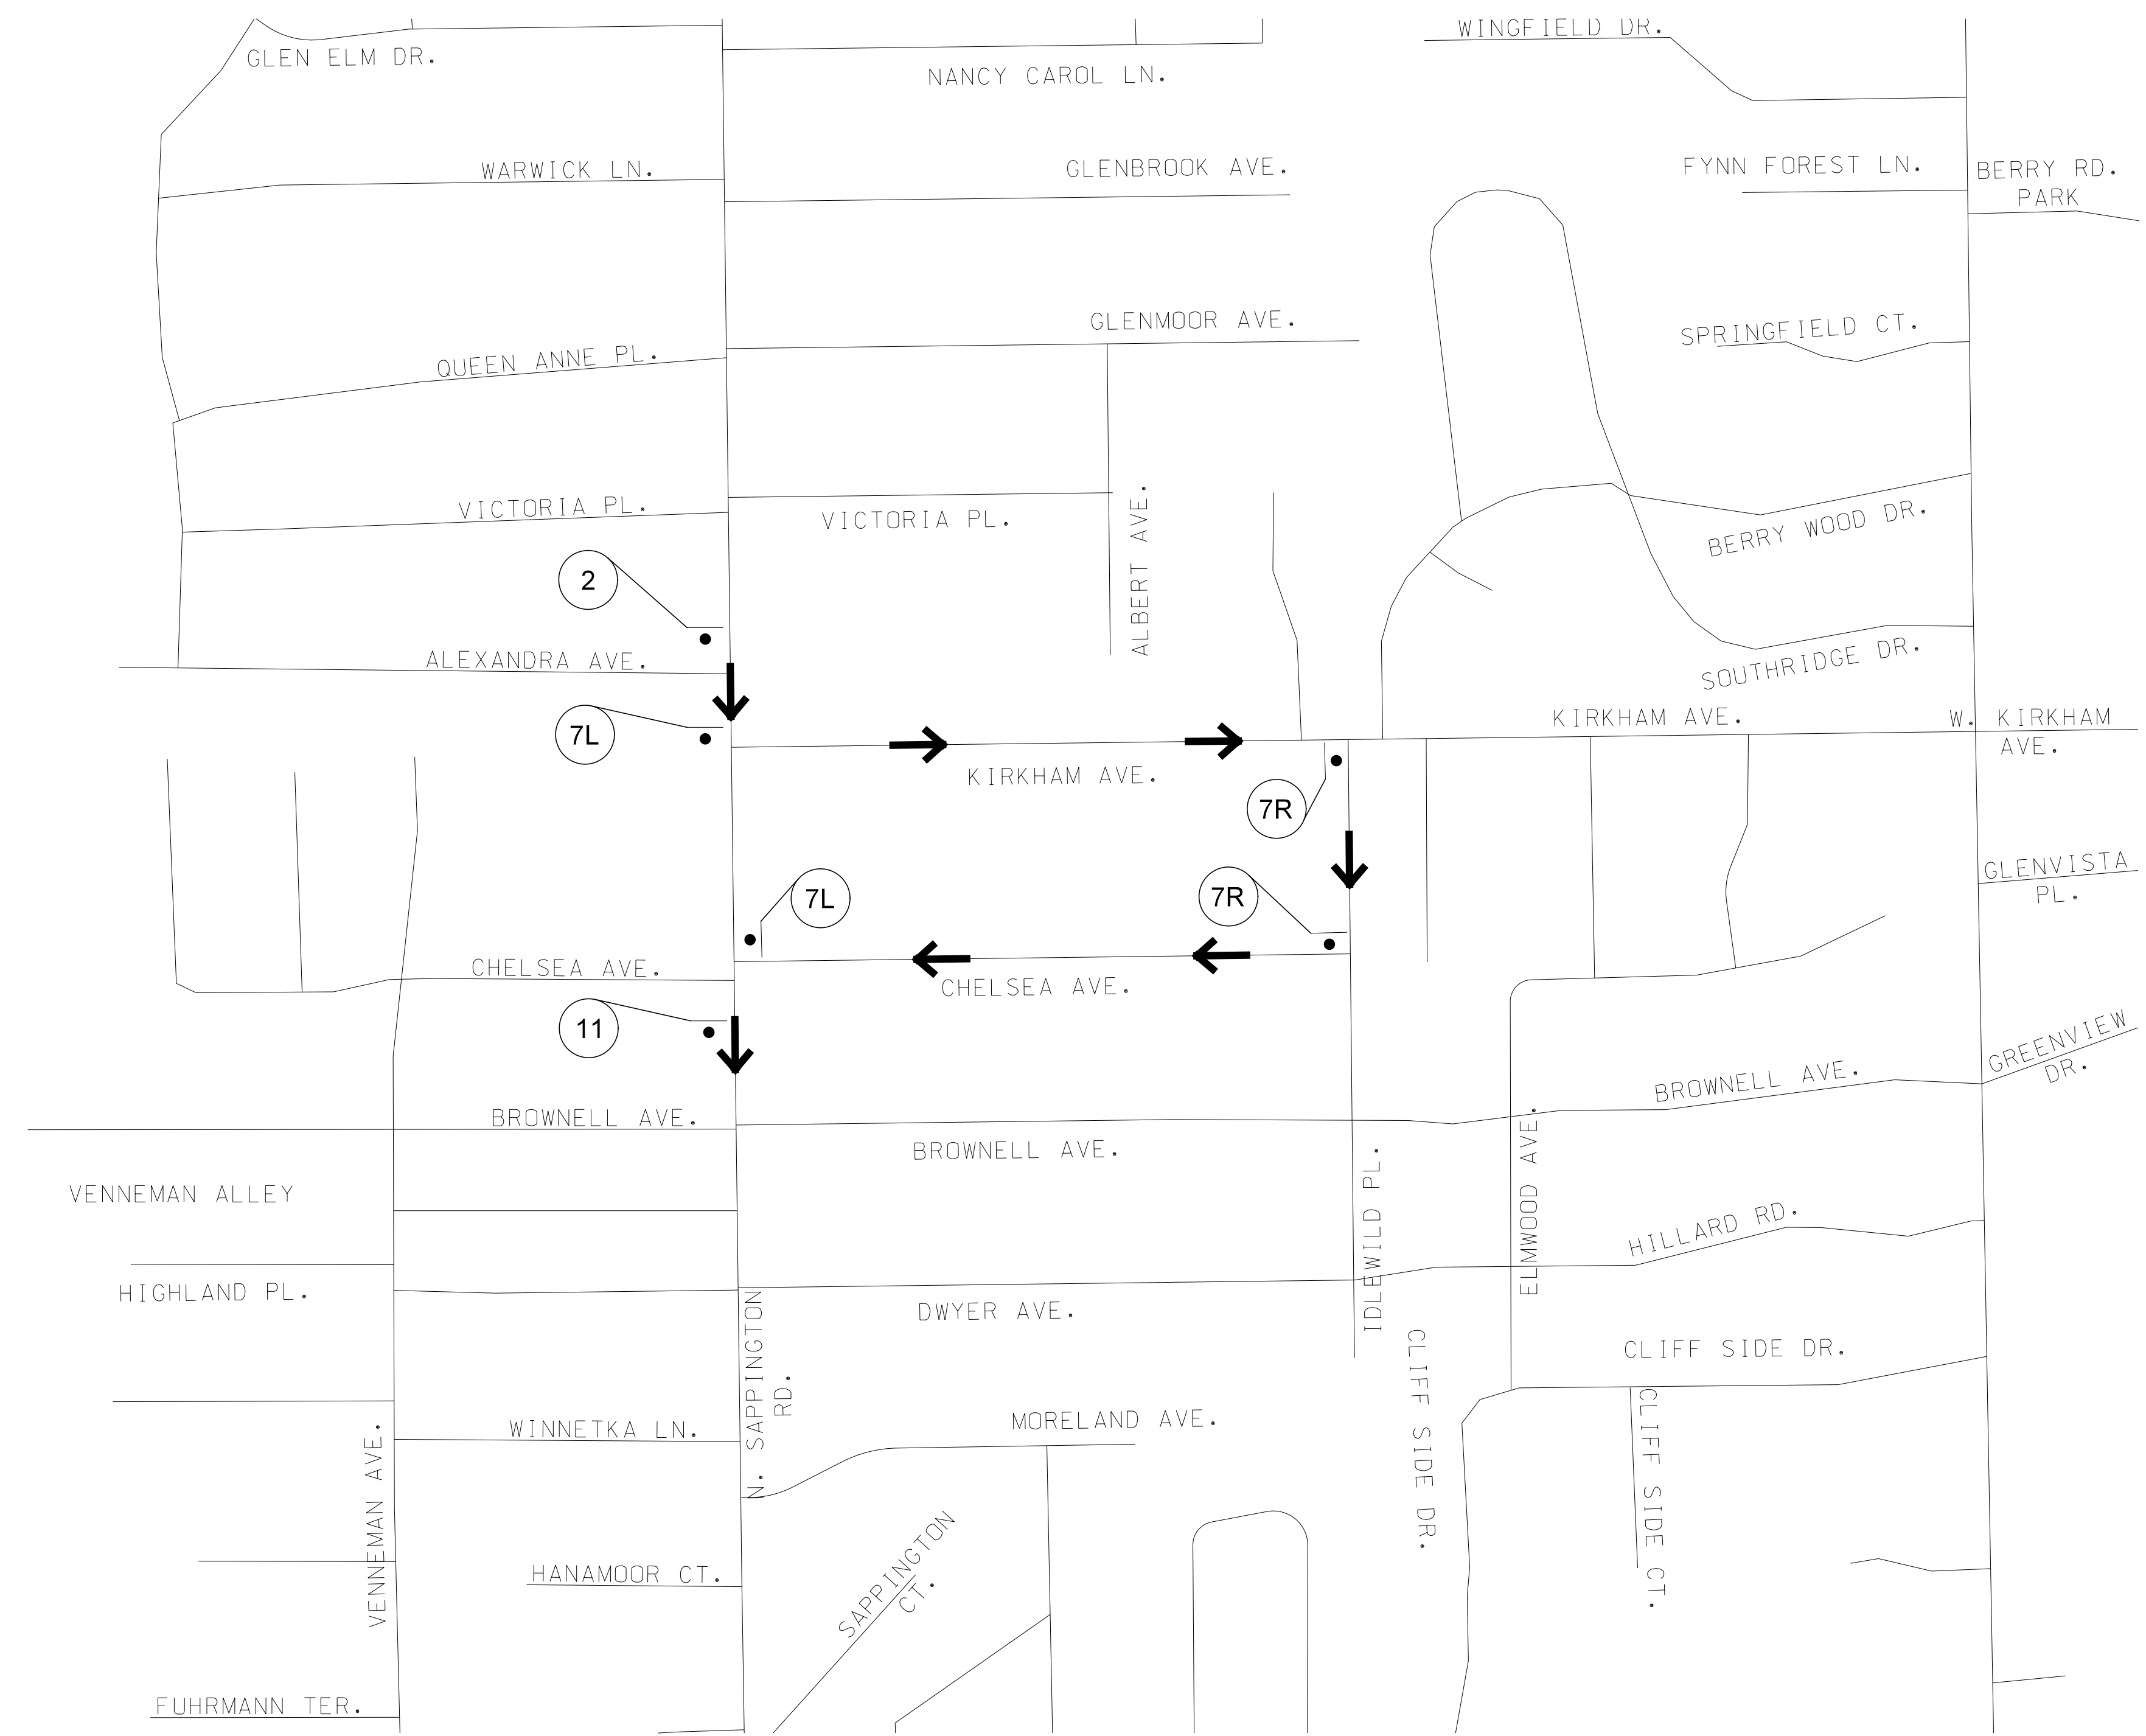 WINGFIELD DR.
GLEN ELM DR.
NANCY CAROL LN.
WARWICK LN.
GLENBROOK AVE.
FYNN FOREST LN.
BERRY RD.
PARK
GLENMOOR AVE.
SPRINGFIELD CT.
QUEEN ANNE PL.
VICTORIA PL.
VICTORIA PL.
ALBERT AVE.
BERRY WOOD DR.
2
ALEXANDRA AVE.
SOUTHRIDGE DR.
7L
KIRKHAM AVE.
W. KIRKHAM
AVE.
KIRKHAM AVE.
7R
GLENVISTA
PL.
7L
7R
CHELSEA AVE.
CHELSEA AVE.
11
GREENVIEW
DR.
BROWNELL AVE.
BROWNELL AVE.
BROWNELL AVE.
VENNEMAN ALLEY
IDLEWILD PL.
ELMWOOD AVE.
HILLARD RD.
HIGHLAND PL.
DWYER AVE.
N. SAPPINGTON
RD.
CLIFF SIDE DR.
CLIFF SIDE DR.
MORELAND AVE.
WINNETKA LN.
VENNEMAN AVE.
CLIFF SIDE CT.
SAPPINGTON
CT.
HANAMOOR CT.
FUHRMANN TER.